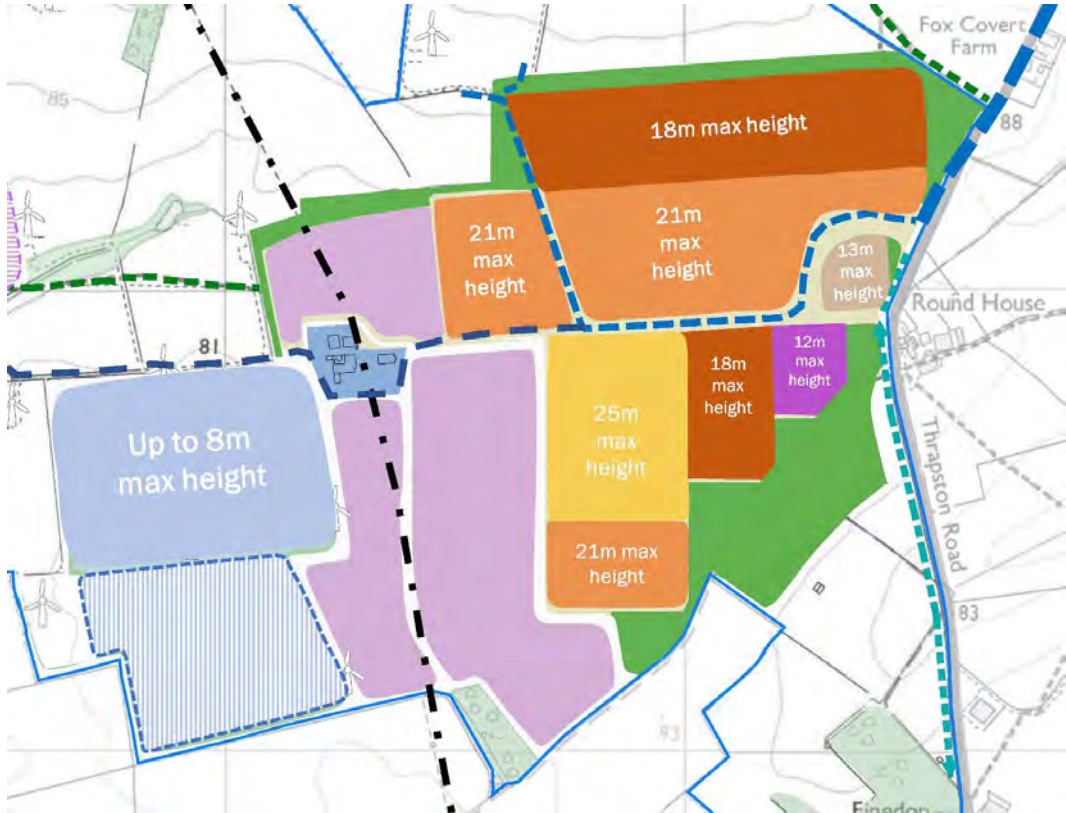 Fox Covert
Farm
85
88
18m max height
21m
max
height
21m
max
height
13m
max
height
Round House
81
12m
max
height
18m
max
height
25m
max
height
Up to 8m
max height
Thrapston Road
21m max
height
83
93
Finedon